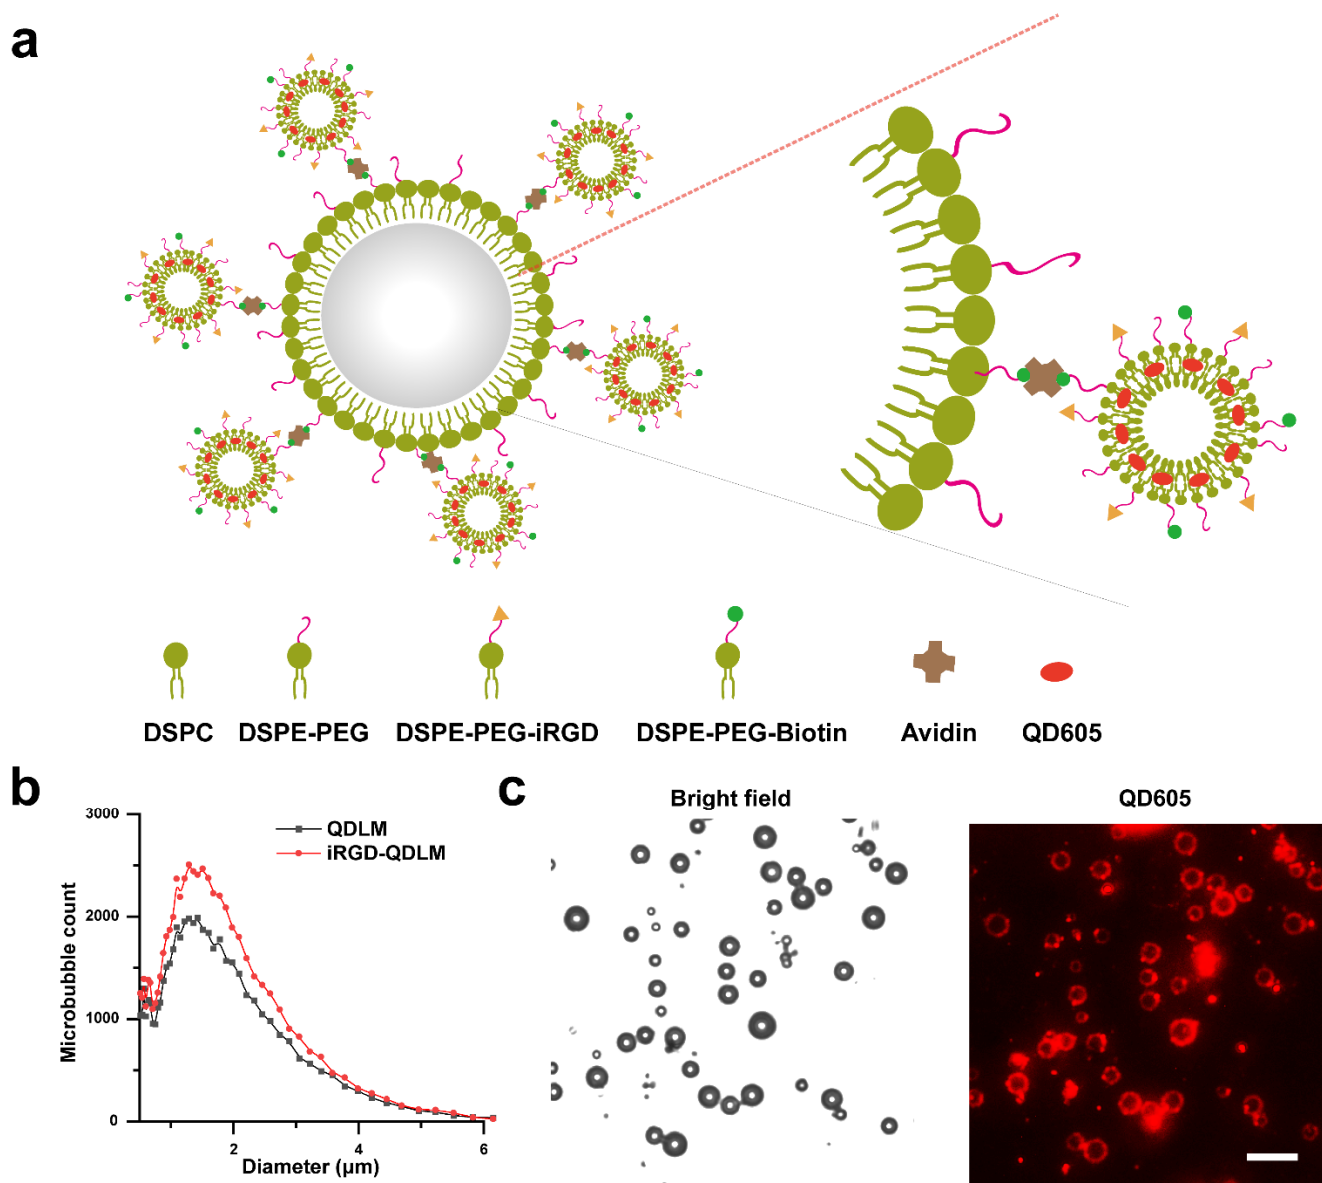 a
DSPC DSPE-PEG DSPE-PEG-iRGD DSPE-PEG-Biotin Avidin QD605
b
3000
2000
1000
0
2 4 6
Microbubble count
Diameter (μm)
QDLM
iRGD-QDLM
c
Bright field
QD605